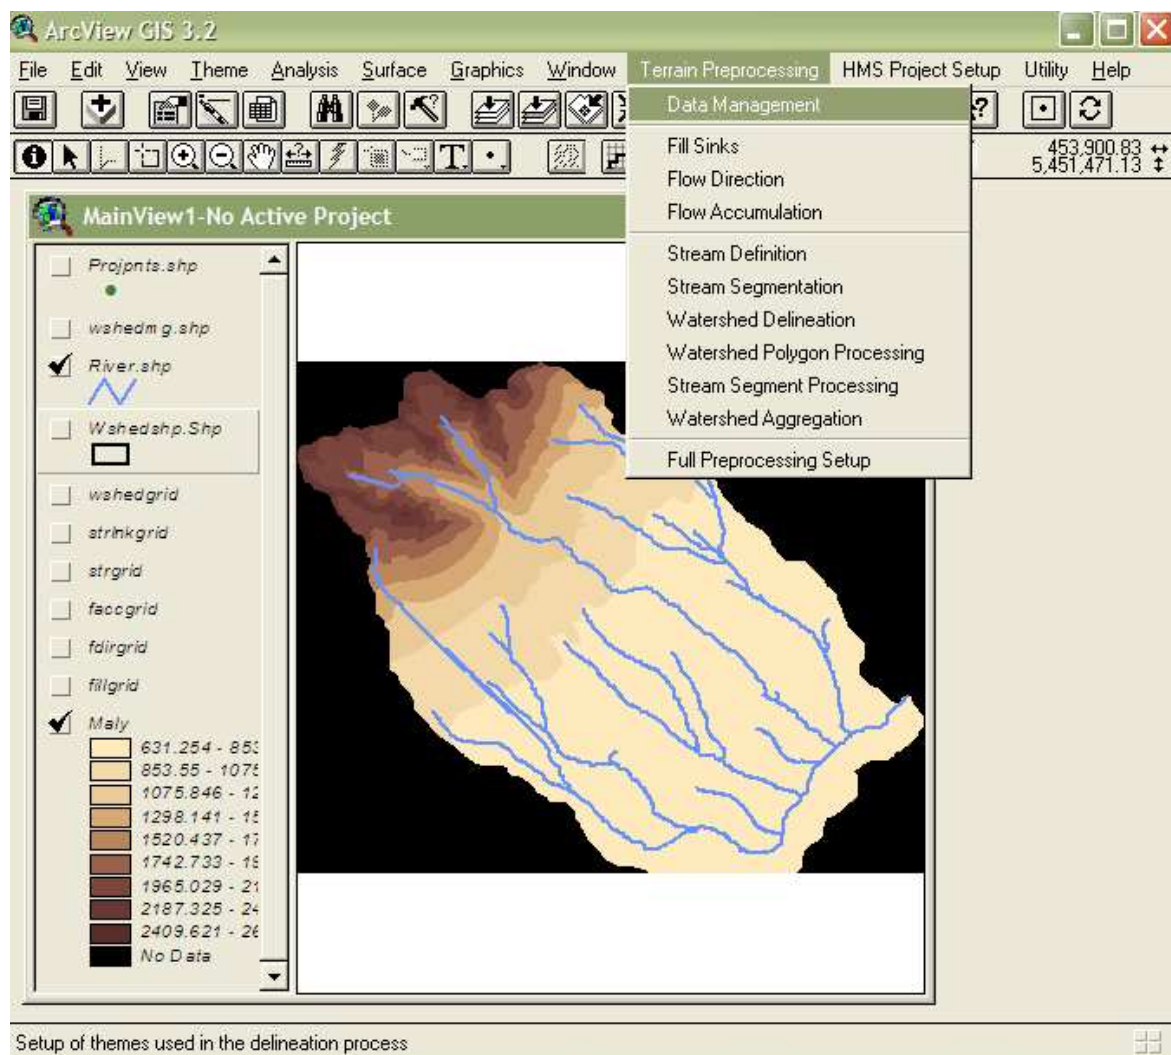 ArcView GIS 3.2
File Edit View Theme Analysis Surface Graphics Window Terrain Preprocessing HMS Project Setup Utility Help
Data Management
Fill Sinks
Flow Direction
Flow Accumulation
Stream Definition
Stream Segmentation
Watershed Delineation
Watershed Polygon Processing
Stream Segment Processing
Watershed Aggregation
Full Preprocessing Setup
453,900.83
5,451,471.13
MainView1-No Active Project
Projpnts.shp
wshedmg.shp
River.shp
Wshedshp.Shp
wshedgrid
strlnkgrid
strgrid
faccgrid
fdirgrid
fillgrid
Maly
631.254 - 853
853.55 - 1075
1075.846 - 12
1298.141 - 15
1520.437 - 17
1742.733 - 19
1965.029 - 21
2187.325 - 24
2409.621 - 26
No Data
Setup of themes used in the delineation process